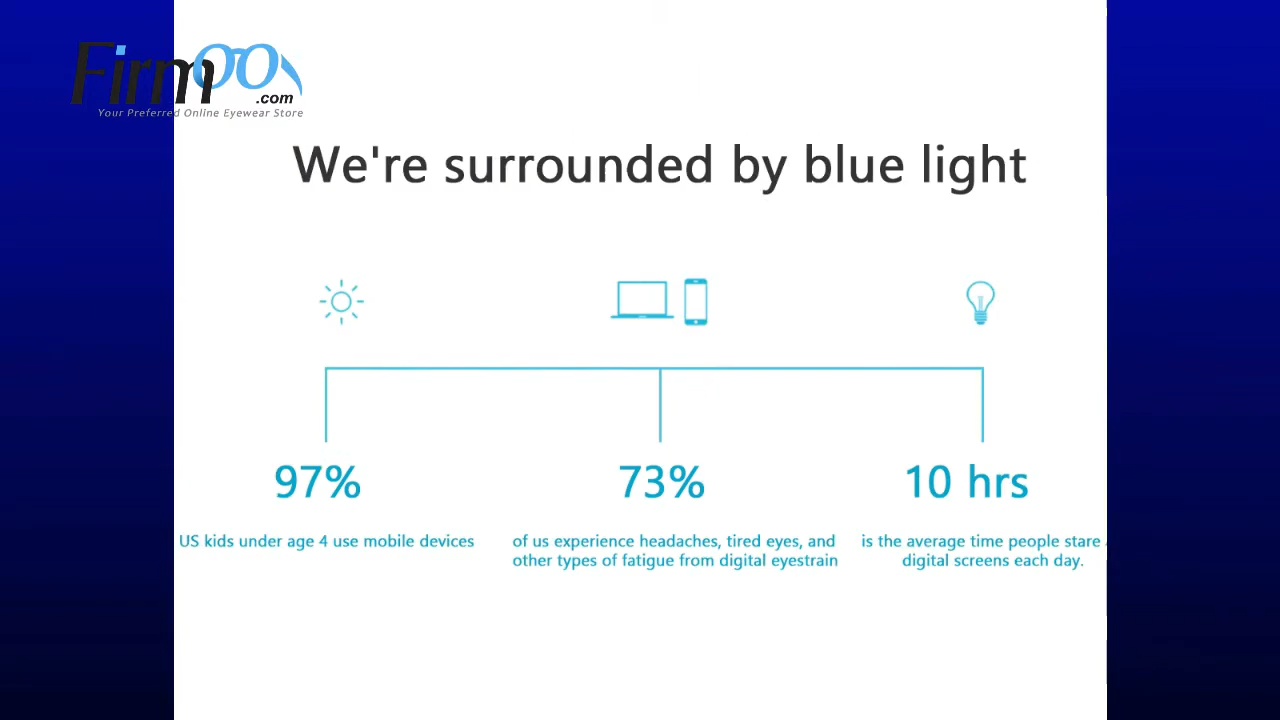 Firmoo
.com
Your Preferred Online Eyewear Store
We're surrounded by blue light
97%
73%
10 hrs
US kids under age 4 use mobile devices
of us experience headaches, tired eyes, and
other types of fatigue from digital eyestrain
is the average time people stare
digital screens each day.